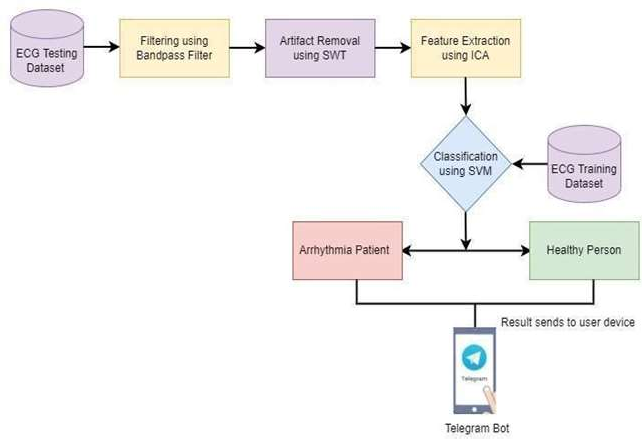 ECG Testing
Dataset
Filtering using
Bandpass Filter
Artifact Removal
using SWT
Feature Extraction
using ICA
Classification
using SVM
ECG Training
Dataset
Arrhythmia Patient
Healthy Person
Result sends to user device
Telegram
Telegram Bot